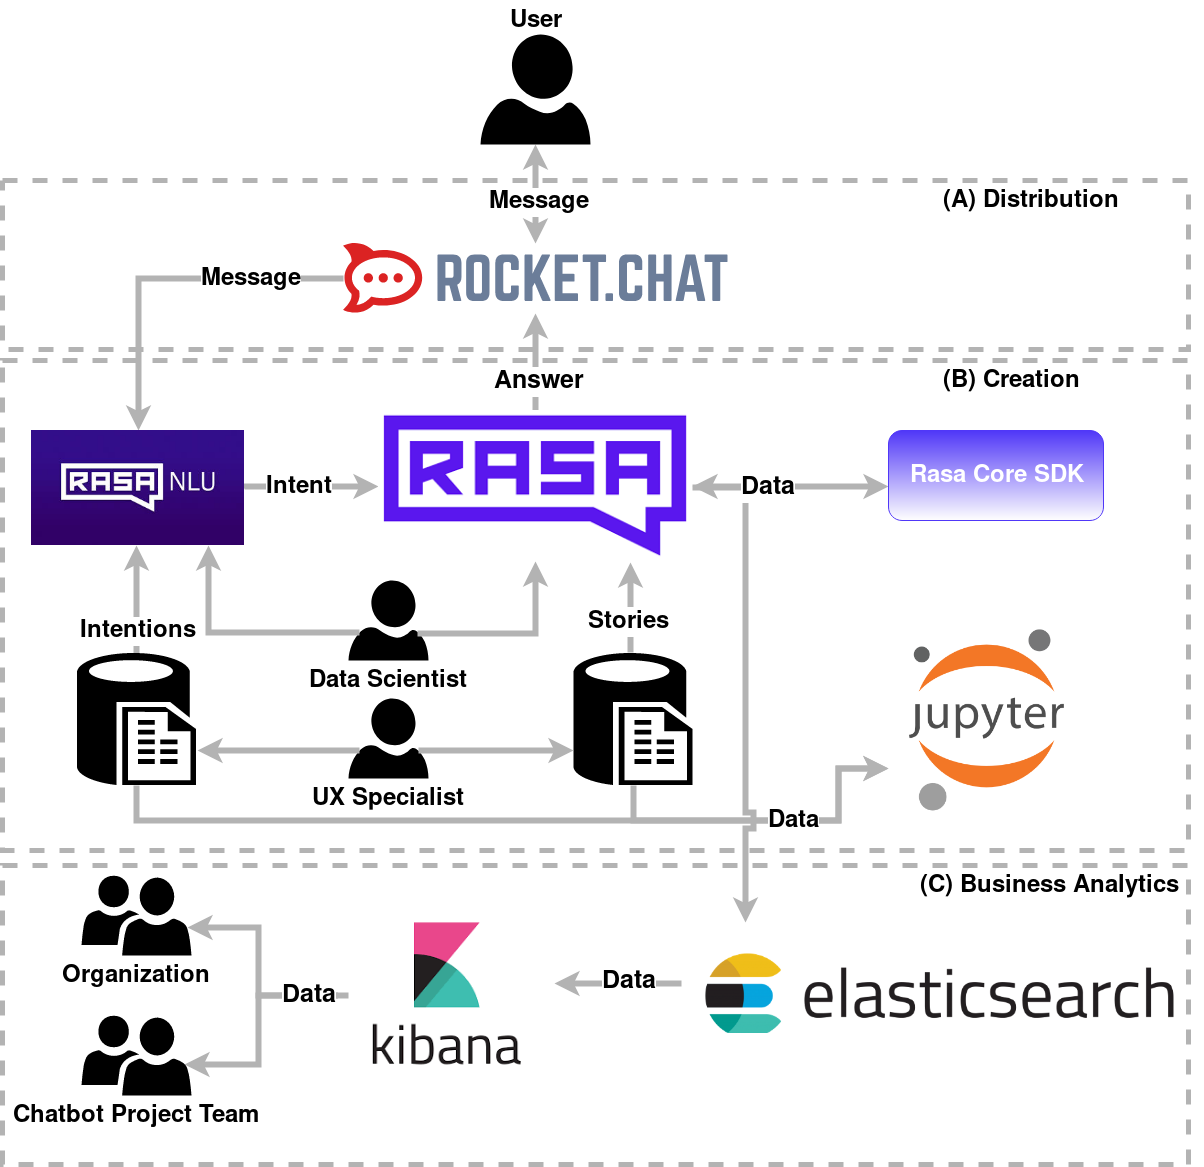 User
Message
(A) Distribution
Message
ROCKET.CHAT
Answer
(B) Creation
RASA NLU
Intent
RASA
Data
Rasa Core SDK
Intentions
Stories
Data Scientist
jupyter
UX Specialist
Data
(C) Business Analytics
Organization
Data
Data
kibana
elasticsearch
Chatbot Project Team